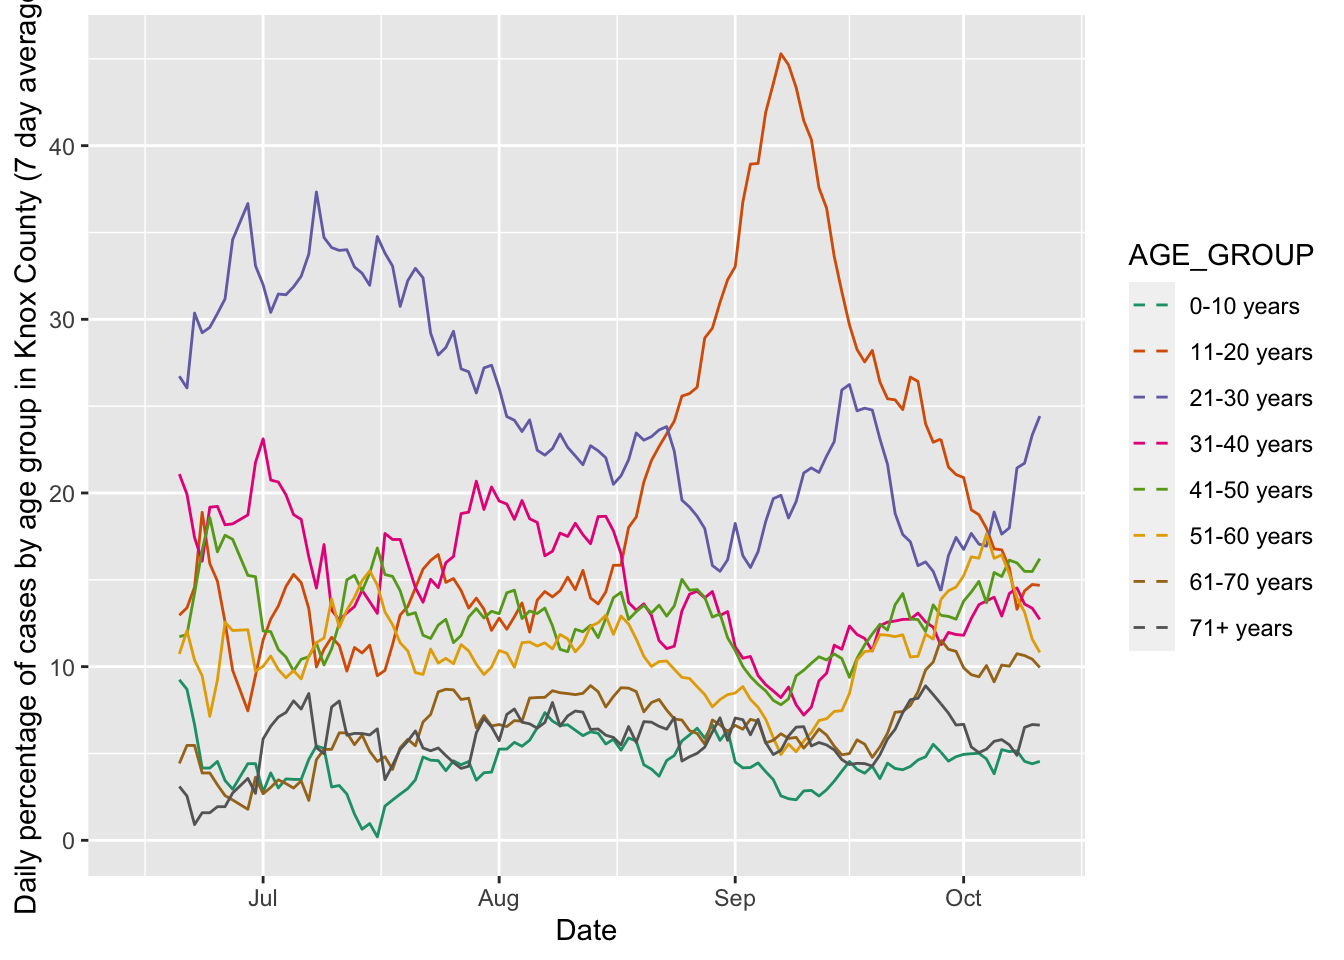 Daily percentage of cases by age group in Knox County (7 day average
40
30
20
10
0
Jul Aug Sep Oct
Date
AGE_GROUP
0-10 years
11-20 years
21-30 years
31-40 years
41-50 years
51-60 years
61-70 years
71+ years